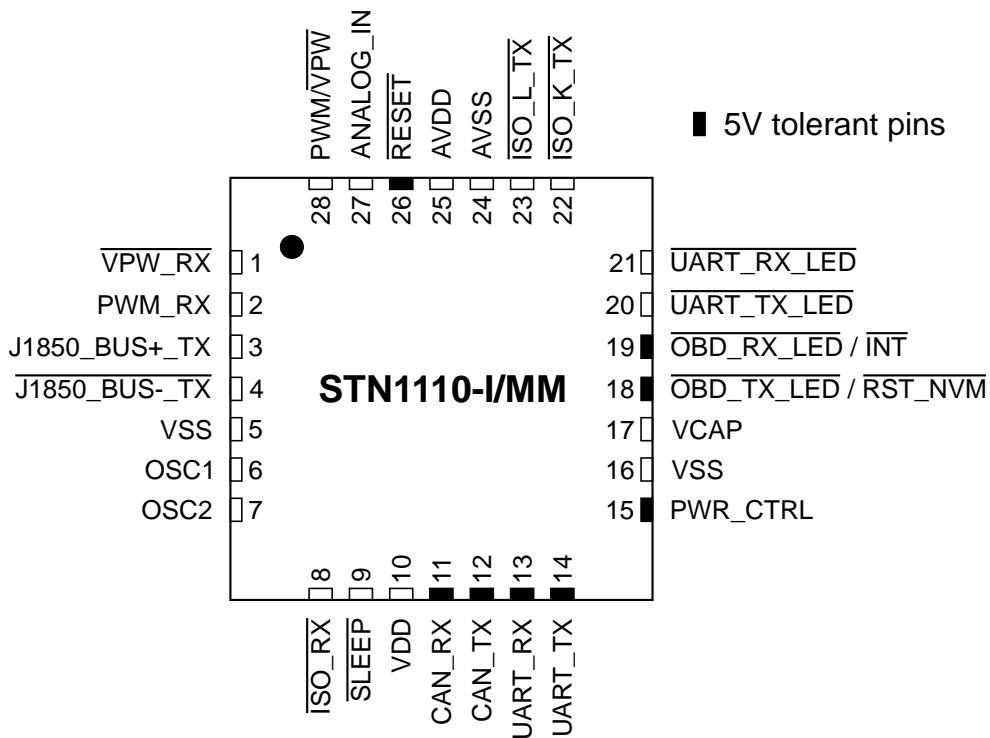 PWM/VPW
ANALOG_IN
RESET
AVDD
AVSS
ISO_L_TX
ISO_K_TX
5V tolerant pins
28
27
26
25
24
23
22
VPW_RX 1
PWM_RX 2
J1850_BUS+_TX 3
J1850_BUS-_TX 4
VSS 5
OSC1 6
OSC2 7
STN1110-I/MM
21 UART_RX_LED
20 UART_TX_LED
19 OBD_RX_LED / INT
18 OBD_TX_LED / RST_NVM
17 VCAP
16 VSS
15 PWR_CTRL
8
9
10
11
12
13
14
ISO_RX
SLEEP
VDD
CAN_RX
CAN_TX
UART_RX
UART_TX